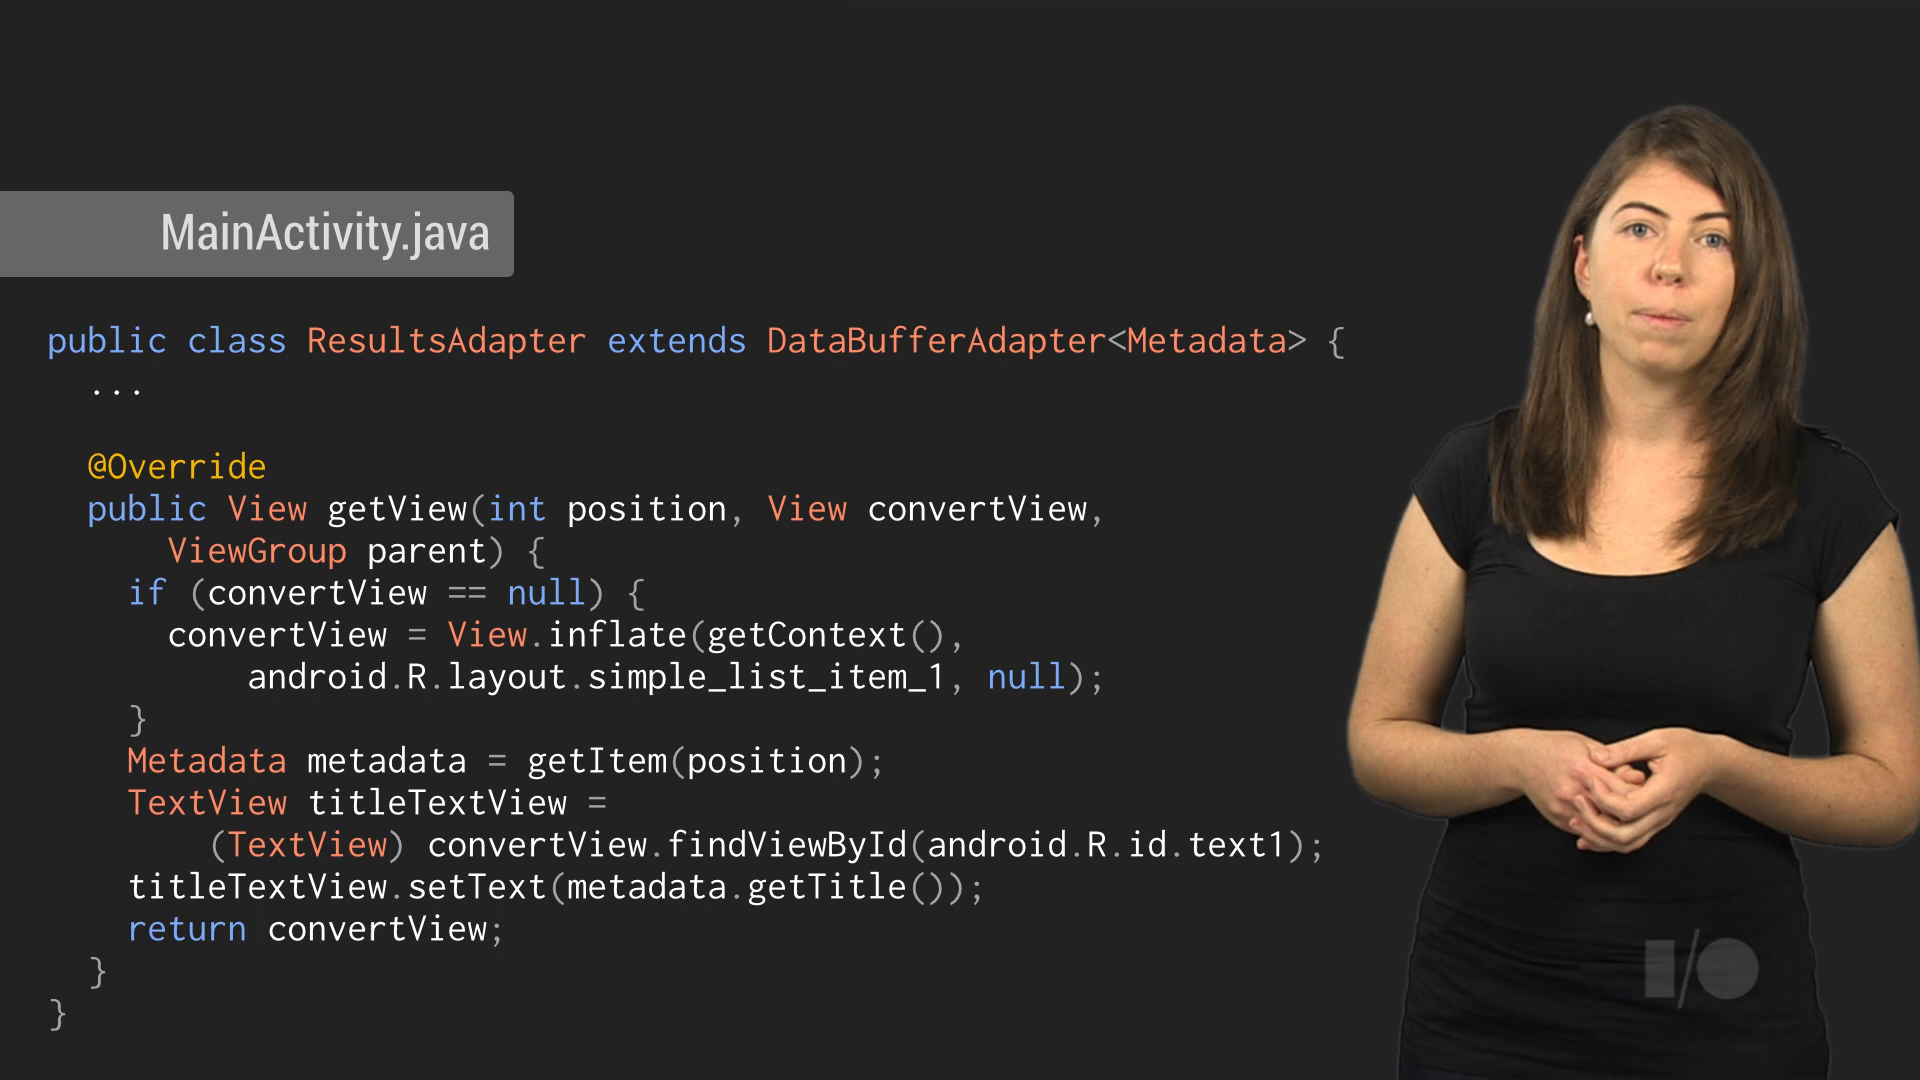 MainActivity.java
public class ResultsAdapter extends DataBufferAdapter<Metadata> {
...
@Override
public View getView(int position, View convertView,
ViewGroup parent) {
if (convertView == null) {
convertView = View.inflate(getContext(),
android.R.layout.simple_list_item_1, null);
}
Metadata metadata = getItem(position);
TextView titleTextView =
(TextView) convertView.findViewById(android.R.id.text1);
titleTextView.setText(metadata.getTitle());
return convertView;
}
}
I/O